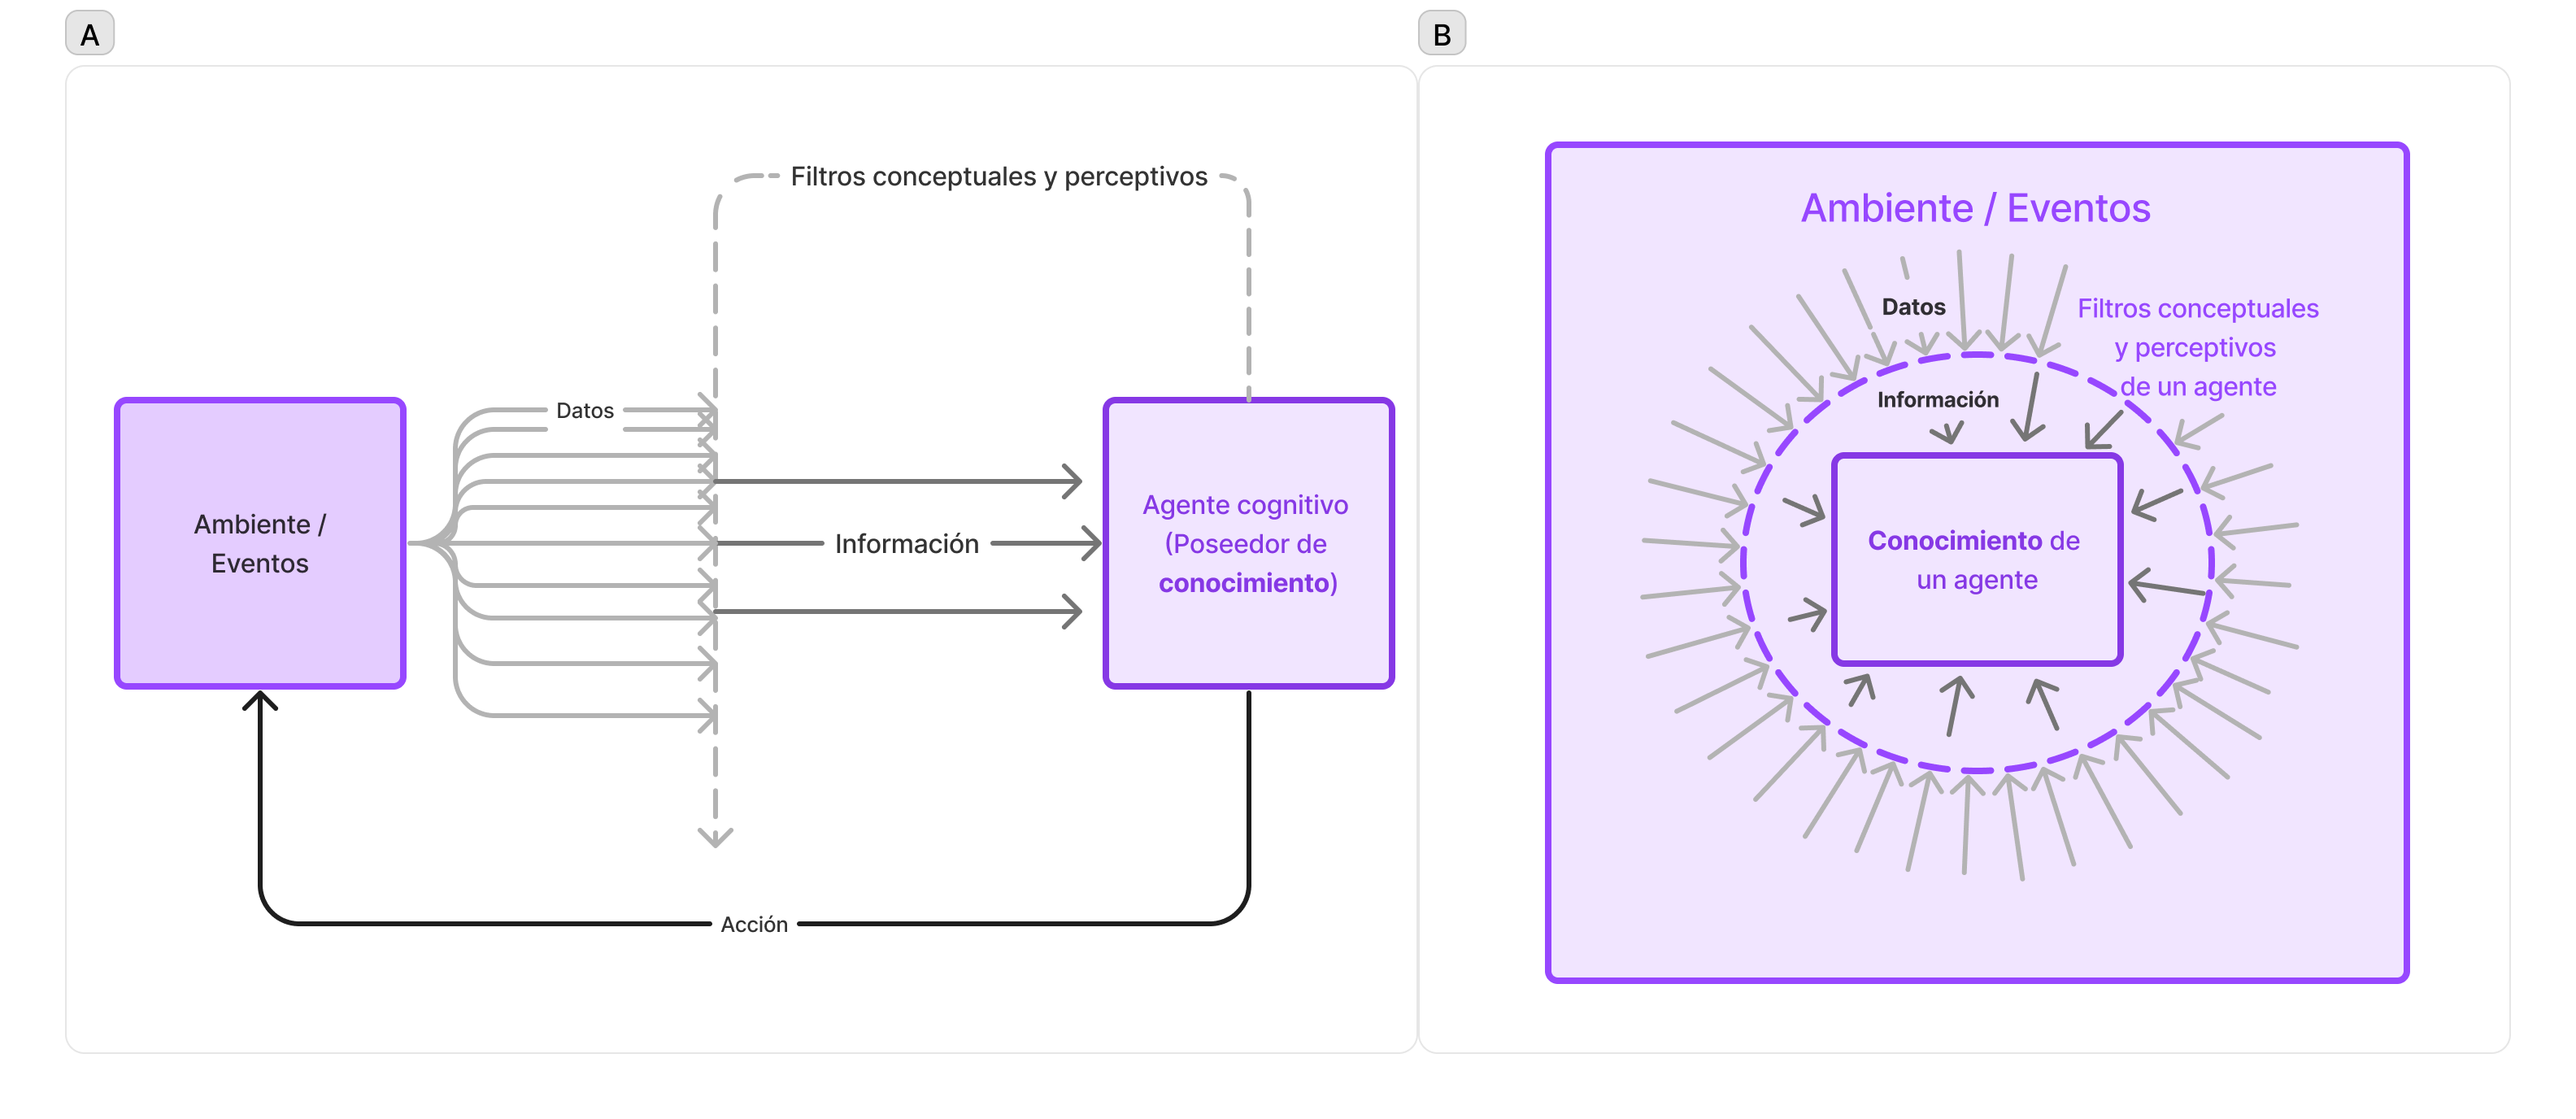 A
Filtros conceptuales y perceptivos
Datos
Ambiente /
Eventos
Información
Agente cognitivo
(Poseedor de
conocimiento)
Acción
B
Ambiente / Eventos
Datos
Filtros conceptuales
y perceptivos
de un agente
Información
Conocimiento de
un agente